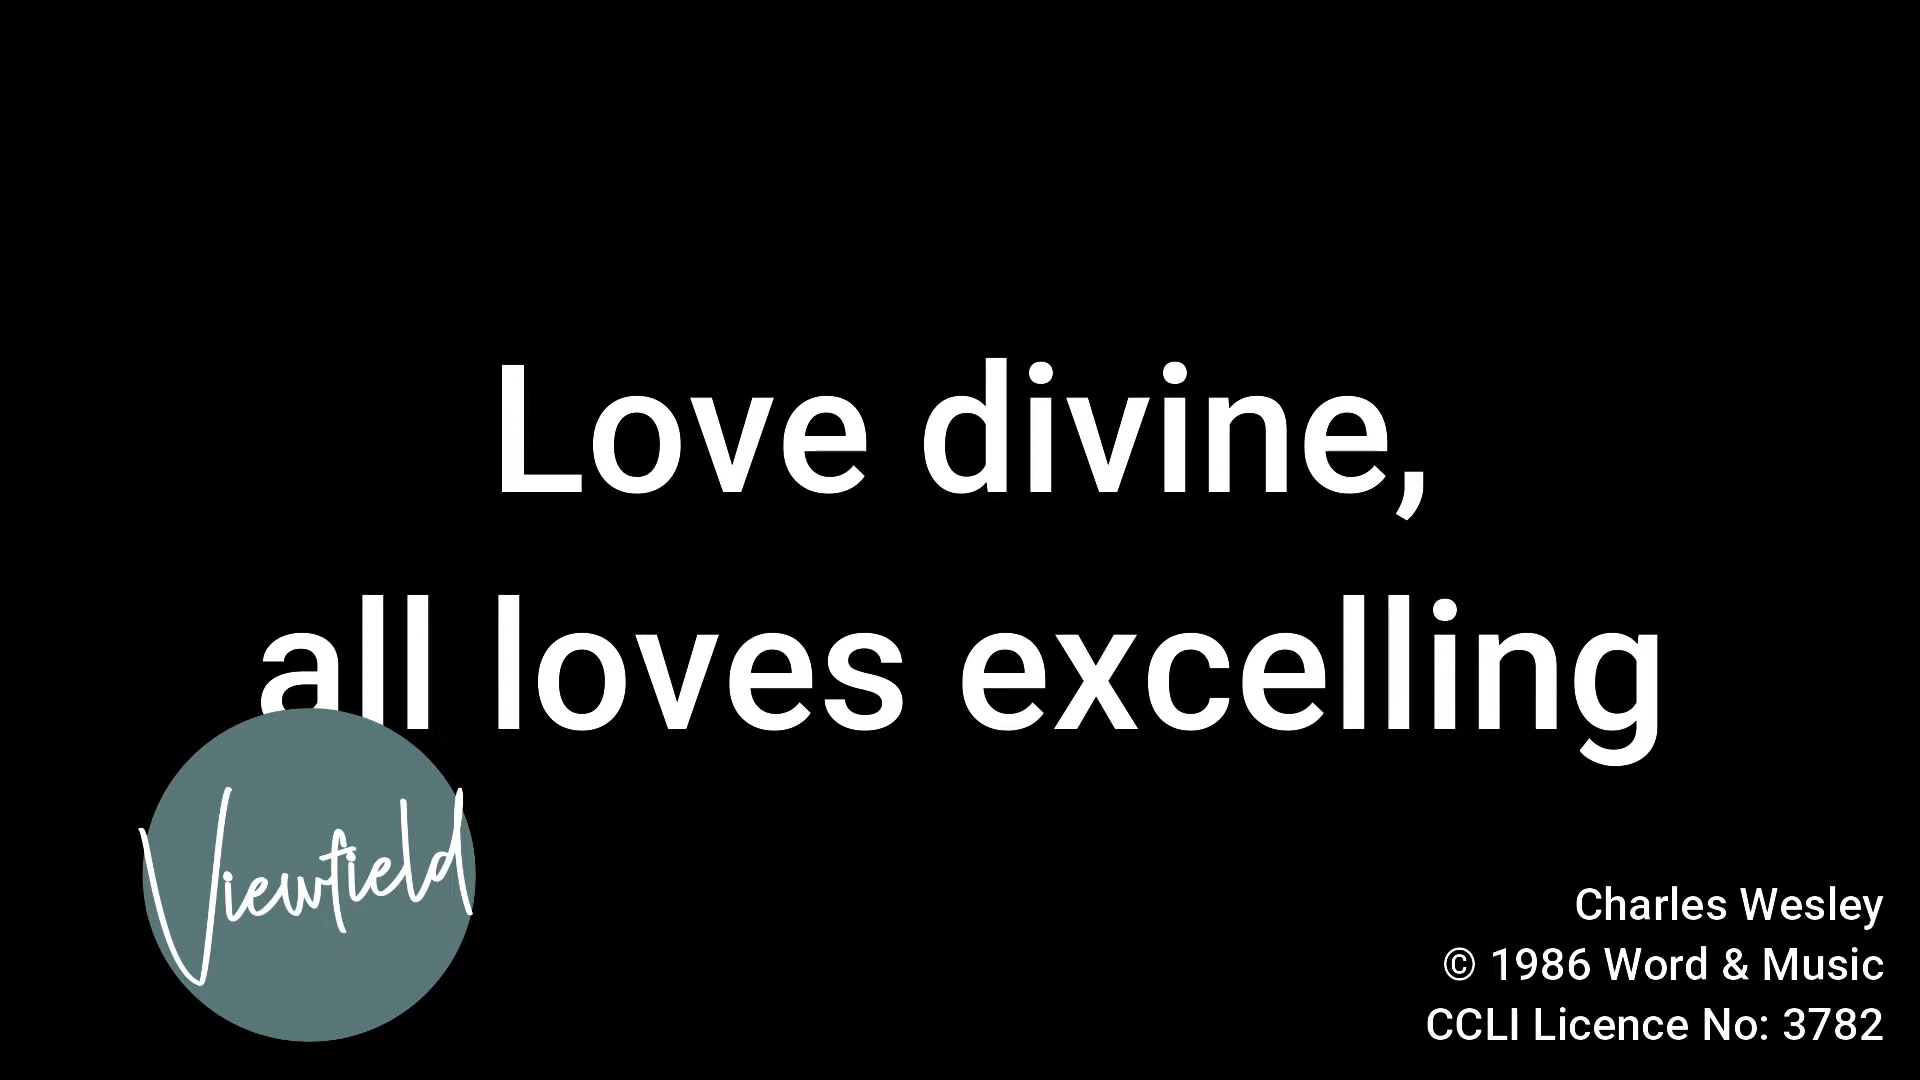 Love divine,
all loves excelling
Viewfield
Charles Wesley
© 1986 Word & Music
CCLI Licence No: 3782